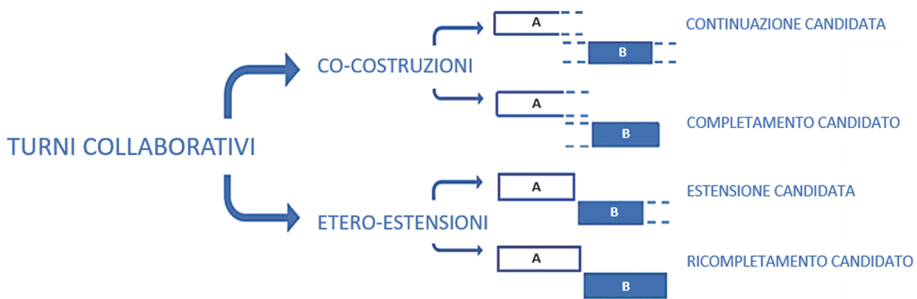 TURNI COLLABORATIVI
CO-COSTRUZIONI
A
B
CONTINUAZIONE CANDIDATA
A
B
COMPLETAMENTO CANDIDATO
ETERO-ESTENSIONI
A
B
ESTENSIONE CANDIDATA
A
B
RICOMPLETAMENTO CANDIDATO